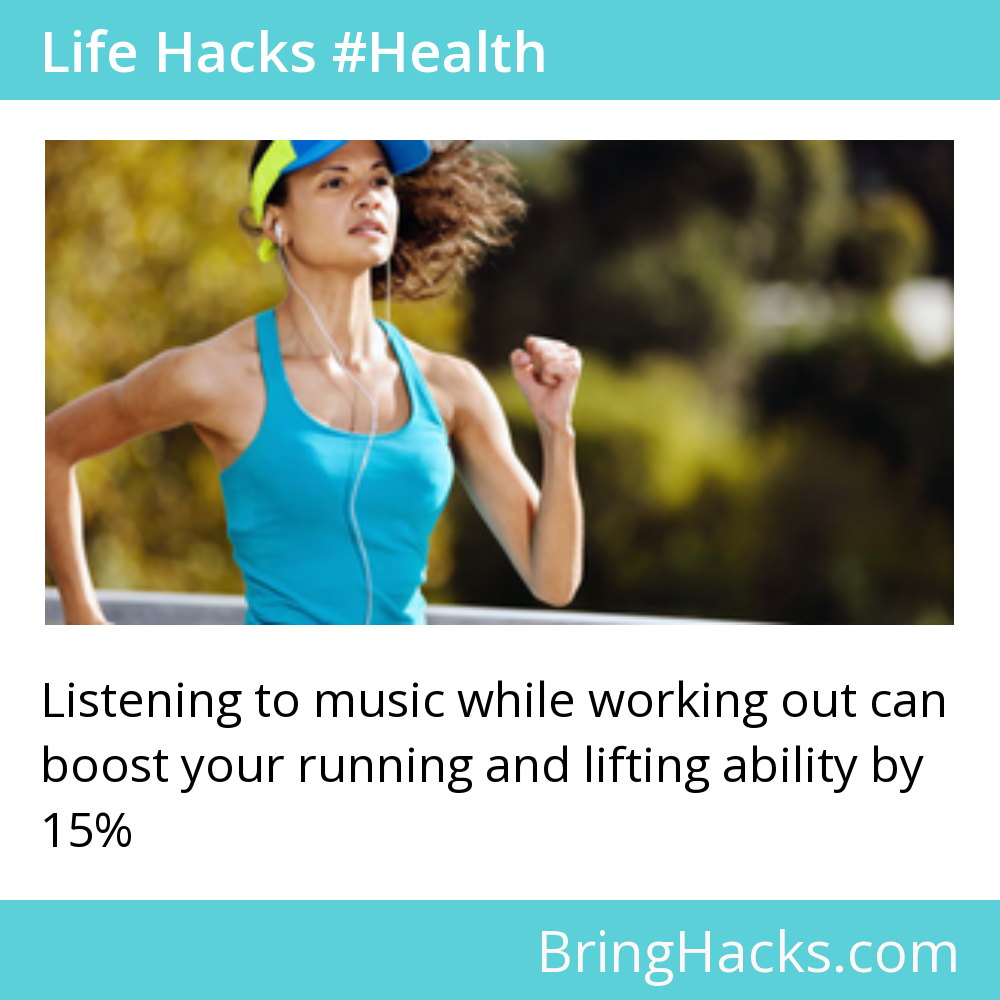 Life Hacks #Health
Listening to music while working out can
boost your running and lifting ability by
15%
BringHacks.com